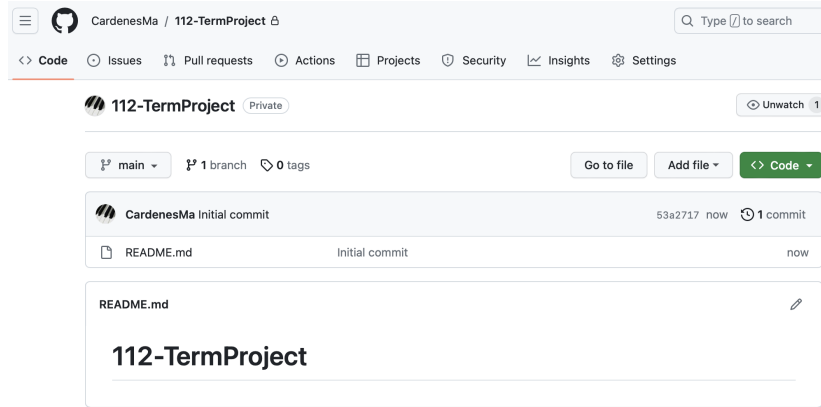 CardenesMa / 112-TermProject
Type / to search
<> Code Issues Pull requests Actions Projects Security Insights Settings
112-TermProject Private Unwatch 1
main 1 branch 0 tags Go to file Add file <> Code
CardenesMa Initial commit 53a2717 now 1 commit
README.md Initial commit now
README.md
112-TermProject